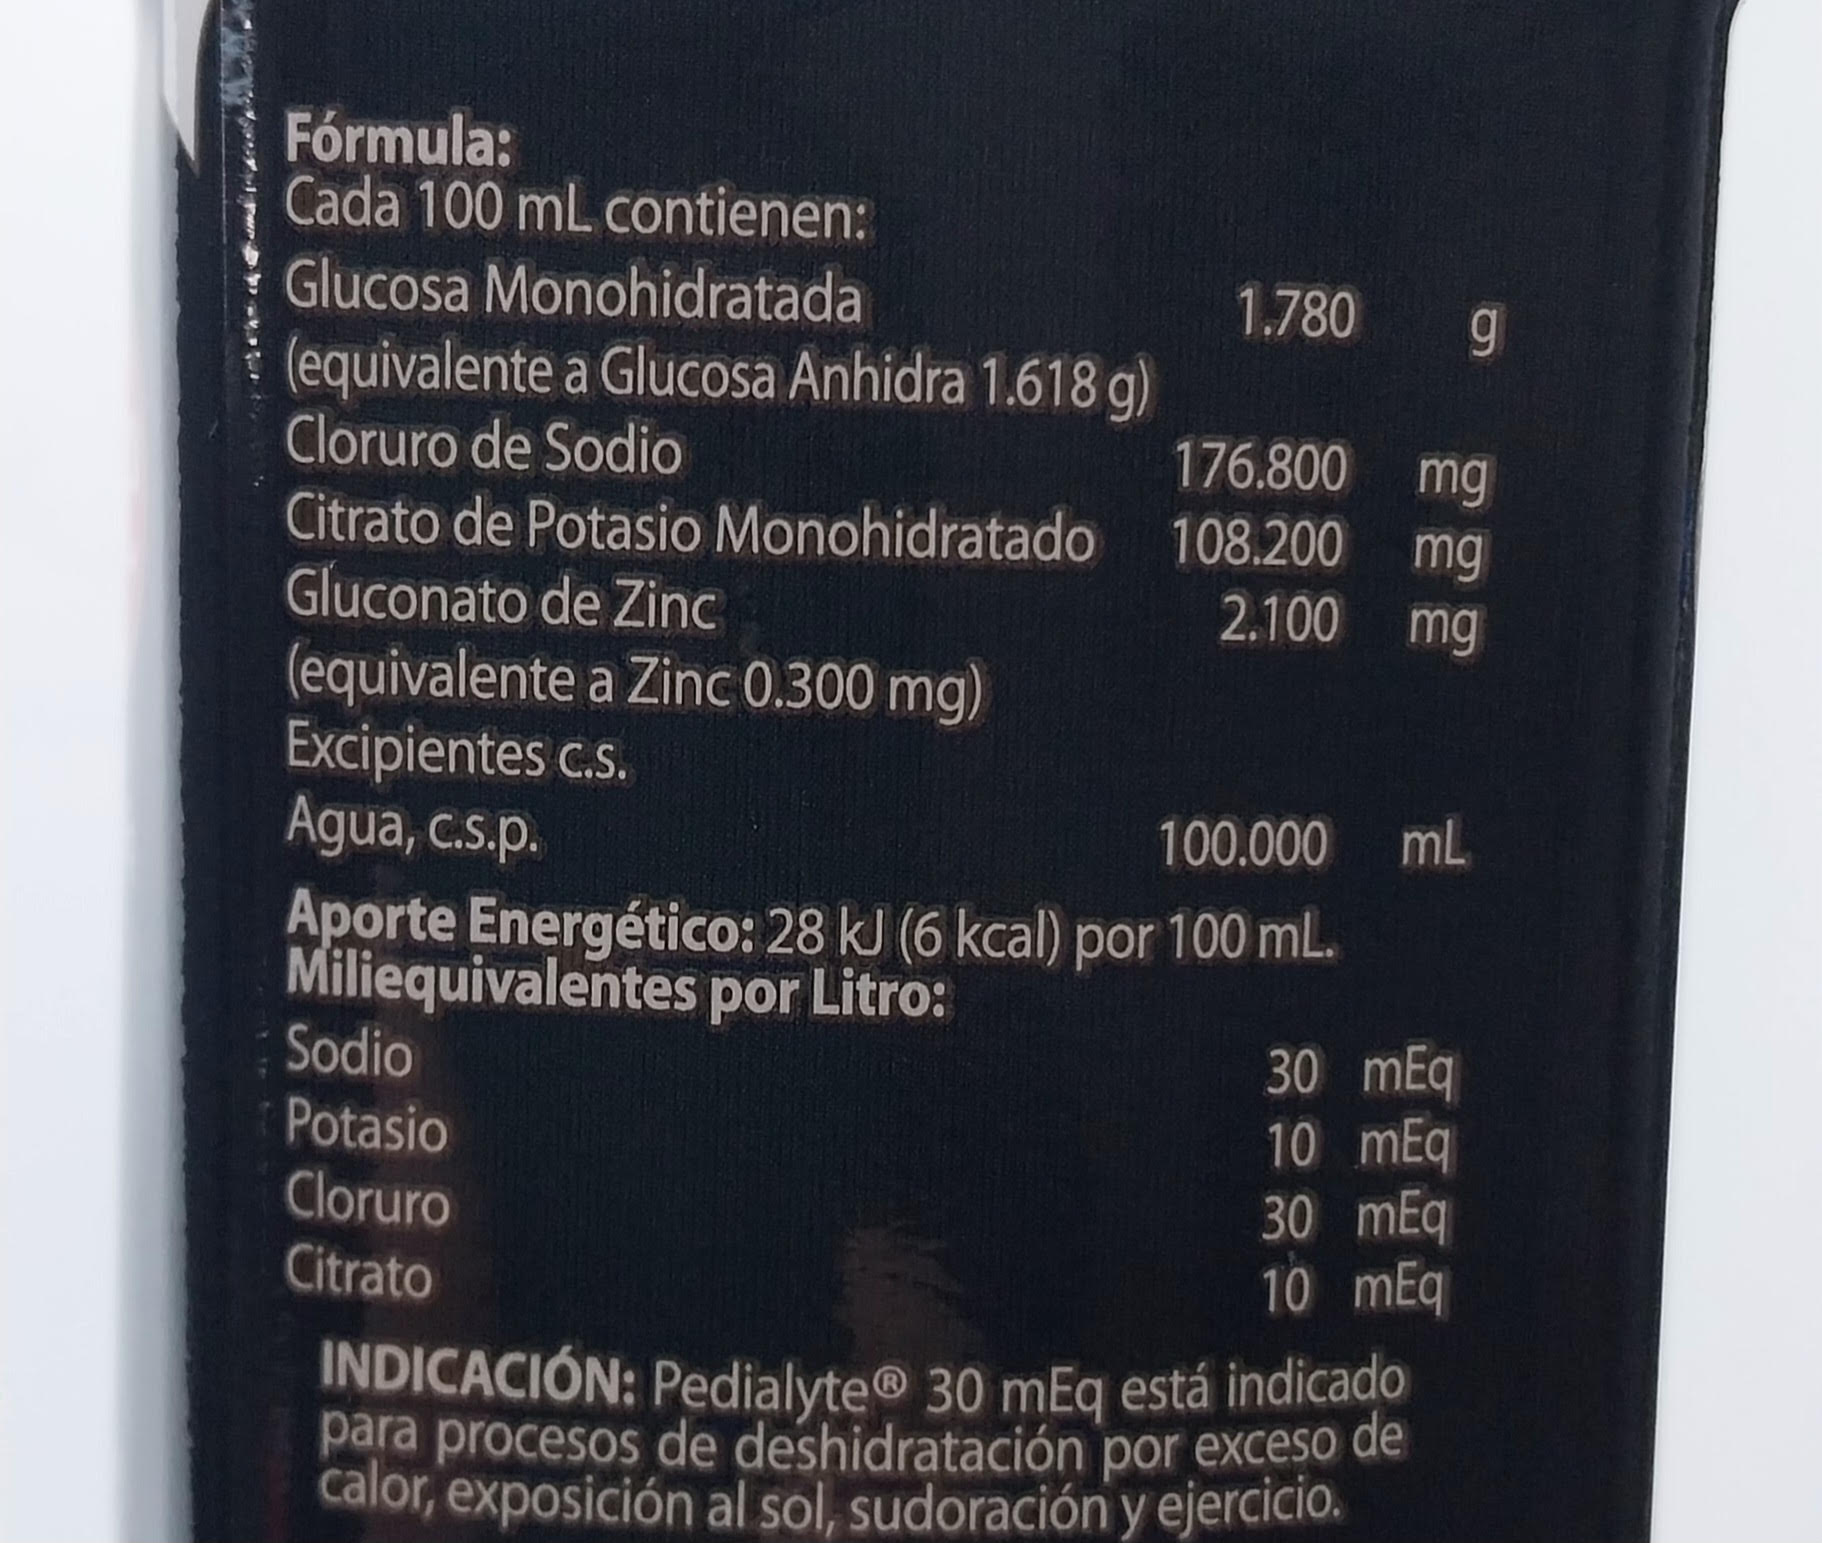 Fórmula:
Cada 100 mL contienen:
Glucosa Monohidratada 1.780 g
(equivalente a Glucosa Anhidra 1.618 g)
Cloruro de Sodio 176.800 mg
Citrato de Potasio Monohidratado 108.200 mg
Gluconato de Zinc 2.100 mg
(equivalente a Zinc 0.300 mg)
Excipientes c.s.
Agua, c.s.p. 100.000 mL
Aporte Energético: 28 kJ (6 kcal) por 100 mL.
Miliequivalentes por Litro:
Sodio 30 mEq
Potasio 10 mEq
Cloruro 30 mEq
Citrato 10 mEq
INDICACIÓN: Pedialyte® 30 mEq está indicado
para procesos de deshidratación por exceso de
calor, exposición al sol, sudoración y ejercicio.